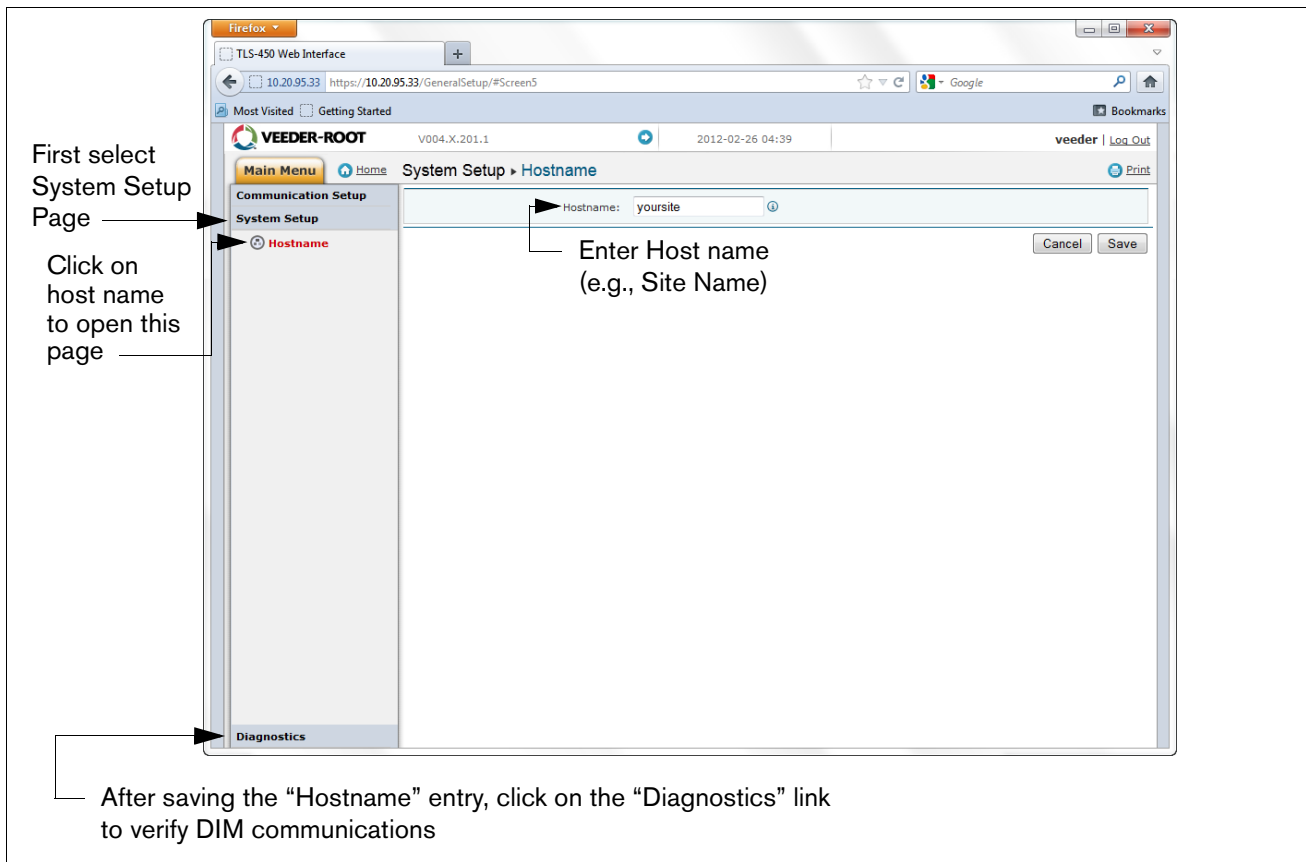 Firefox
TLS-450 Web Interface
+
10.20.95.33 https://10.20.95.33/GeneralSetup/#Screen5
Google
Most Visited Getting Started
Bookmarks
VEEDER-ROOT V004.X.201.1 2012-02-26 04:39 veeder | Log Out
Main Menu Home System Setup ▸ Hostname Print
Communication Setup
System Setup
Hostname
Hostname: yoursite
Cancel Save
First select
System Setup
Page
Click on
host name
to open this
page
Enter Host name
(e.g., Site Name)
Diagnostics
After saving the “Hostname” entry, click on the “Diagnostics” link
to verify DIM communications